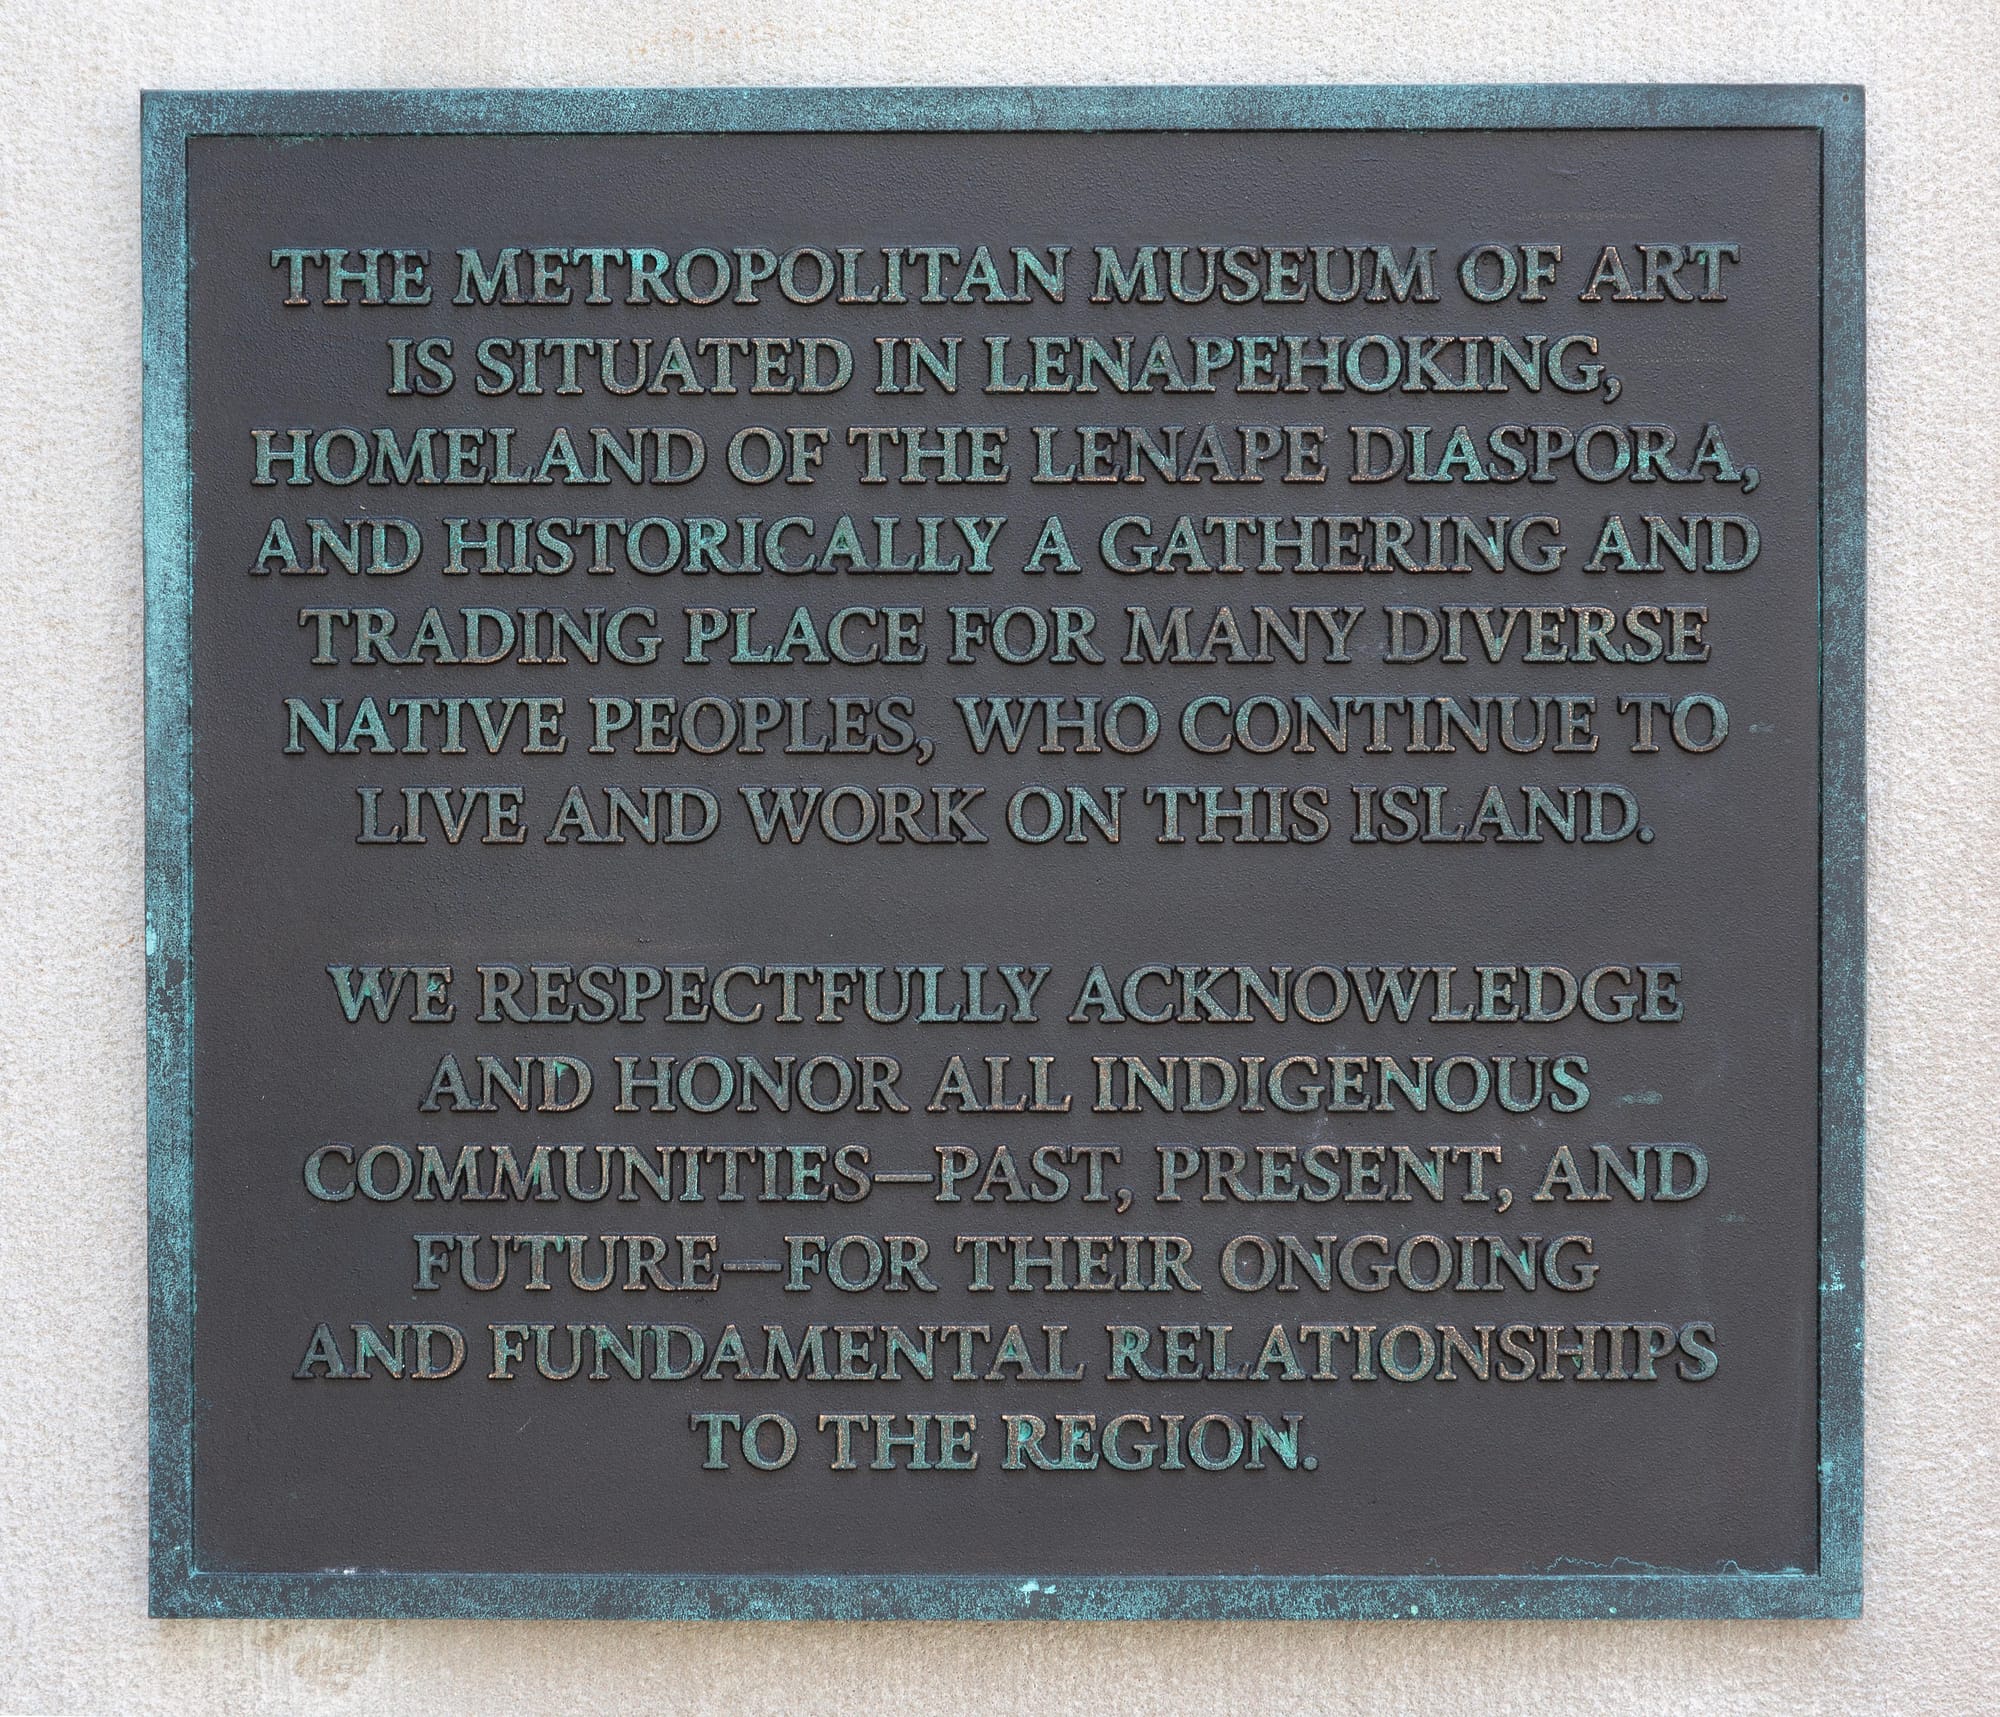 THE METROPOLITAN MUSEUM OF ART
IS SITUATED IN LENAPEHOKING,
HOMELAND OF THE LENAPE DIASPORA,
AND HISTORICALLY A GATHERING AND
TRADING PLACE FOR MANY DIVERSE
NATIVE PEOPLES, WHO CONTINUE TO
LIVE AND WORK ON THIS ISLAND.
WE RESPECTFULLY ACKNOWLEDGE
AND HONOR ALL INDIGENOUS
COMMUNITIES—PAST, PRESENT, AND
FUTURE—FOR THEIR ONGOING
AND FUNDAMENTAL RELATIONSHIPS
TO THE REGION.